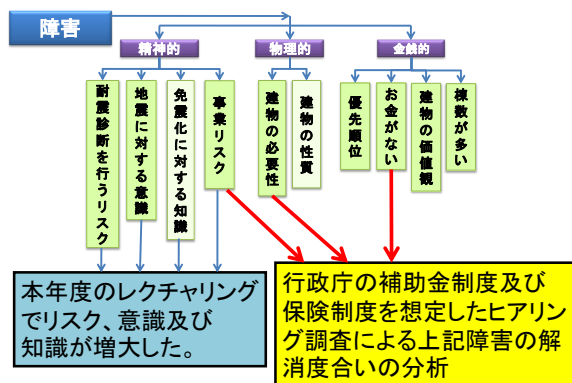 障害
精神的
物理的
金銭的
耐震診断を行うリスク
地震に対する意識
免震化に対する知識
事業リスク
建物の必要性
建物の性質
優先順位
お金がない
建物の価値観
棟数が多い
本年度のレクチャリング
でリスク、意識及び
知識が増大した。
行政庁の補助金制度及び
保険制度を想定したヒアリン
グ調査による上記障害の解
消度合いの分析